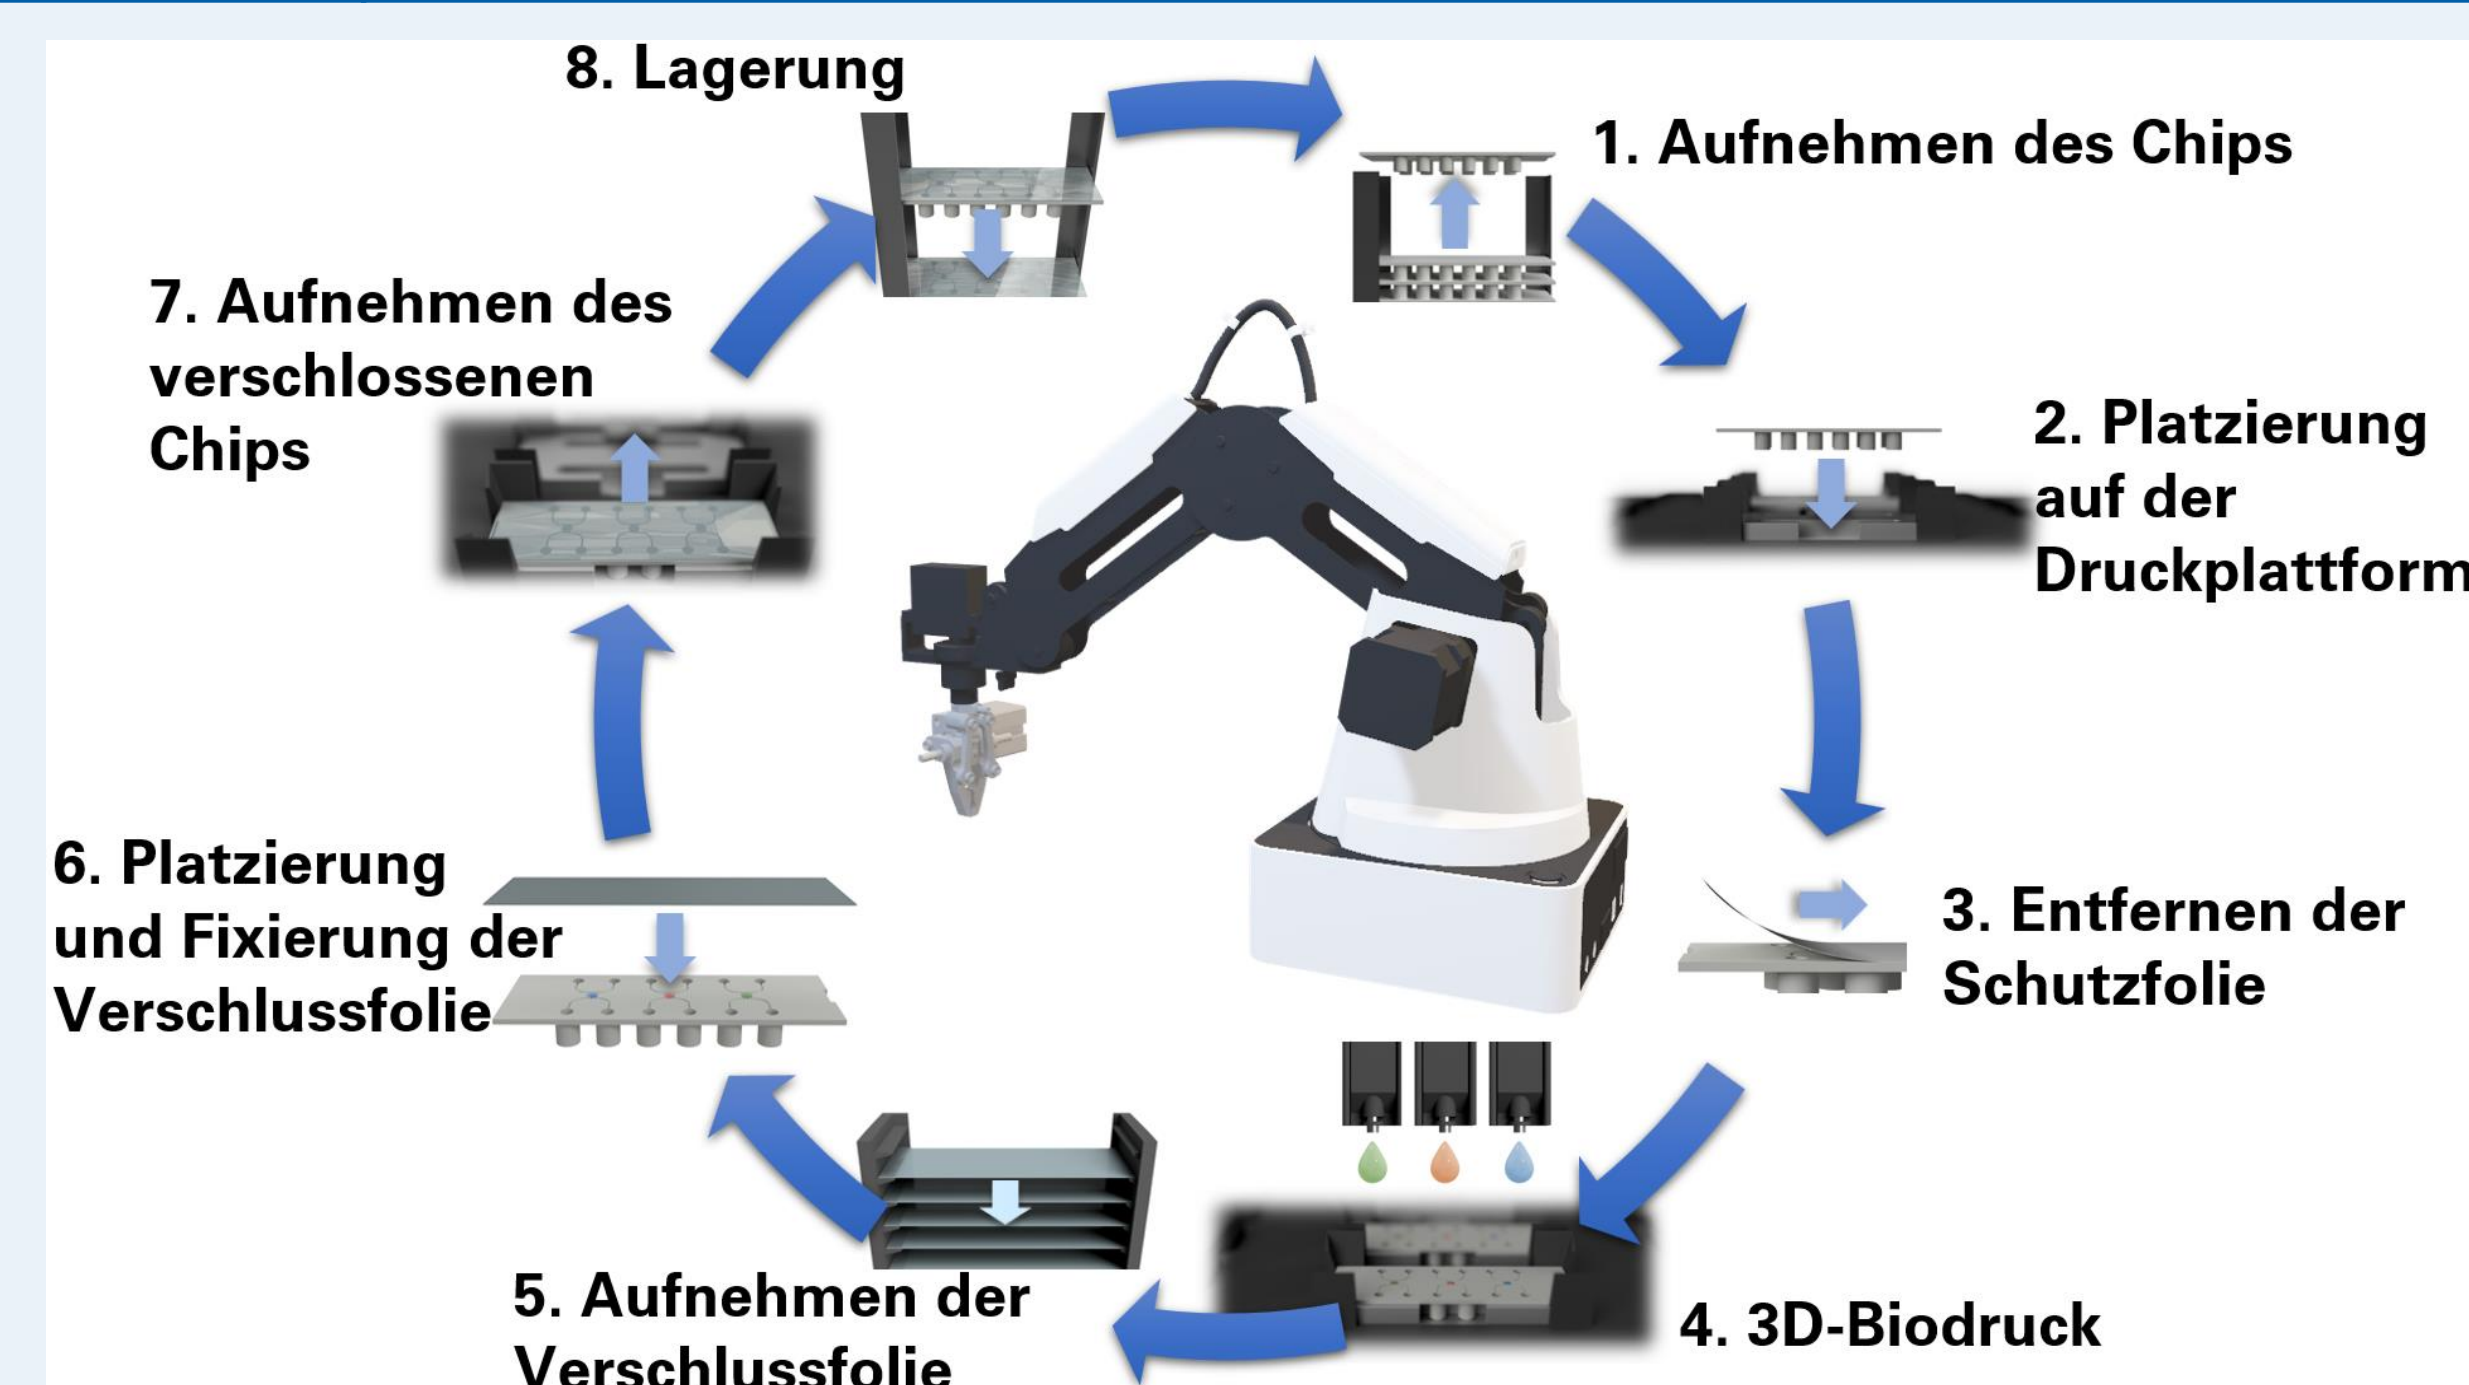 8. Lagerung
1. Aufnehmen des Chips
2. Platzierung
auf der
Druckplattform
3. Entfernen der
Schutzfolie
4. 3D-Biodruck
5. Aufnehmen der
Verschlussfolie
6. Platzierung
und Fixierung der
Verschlussfolie
7. Aufnehmen des
verschlossenen
Chips